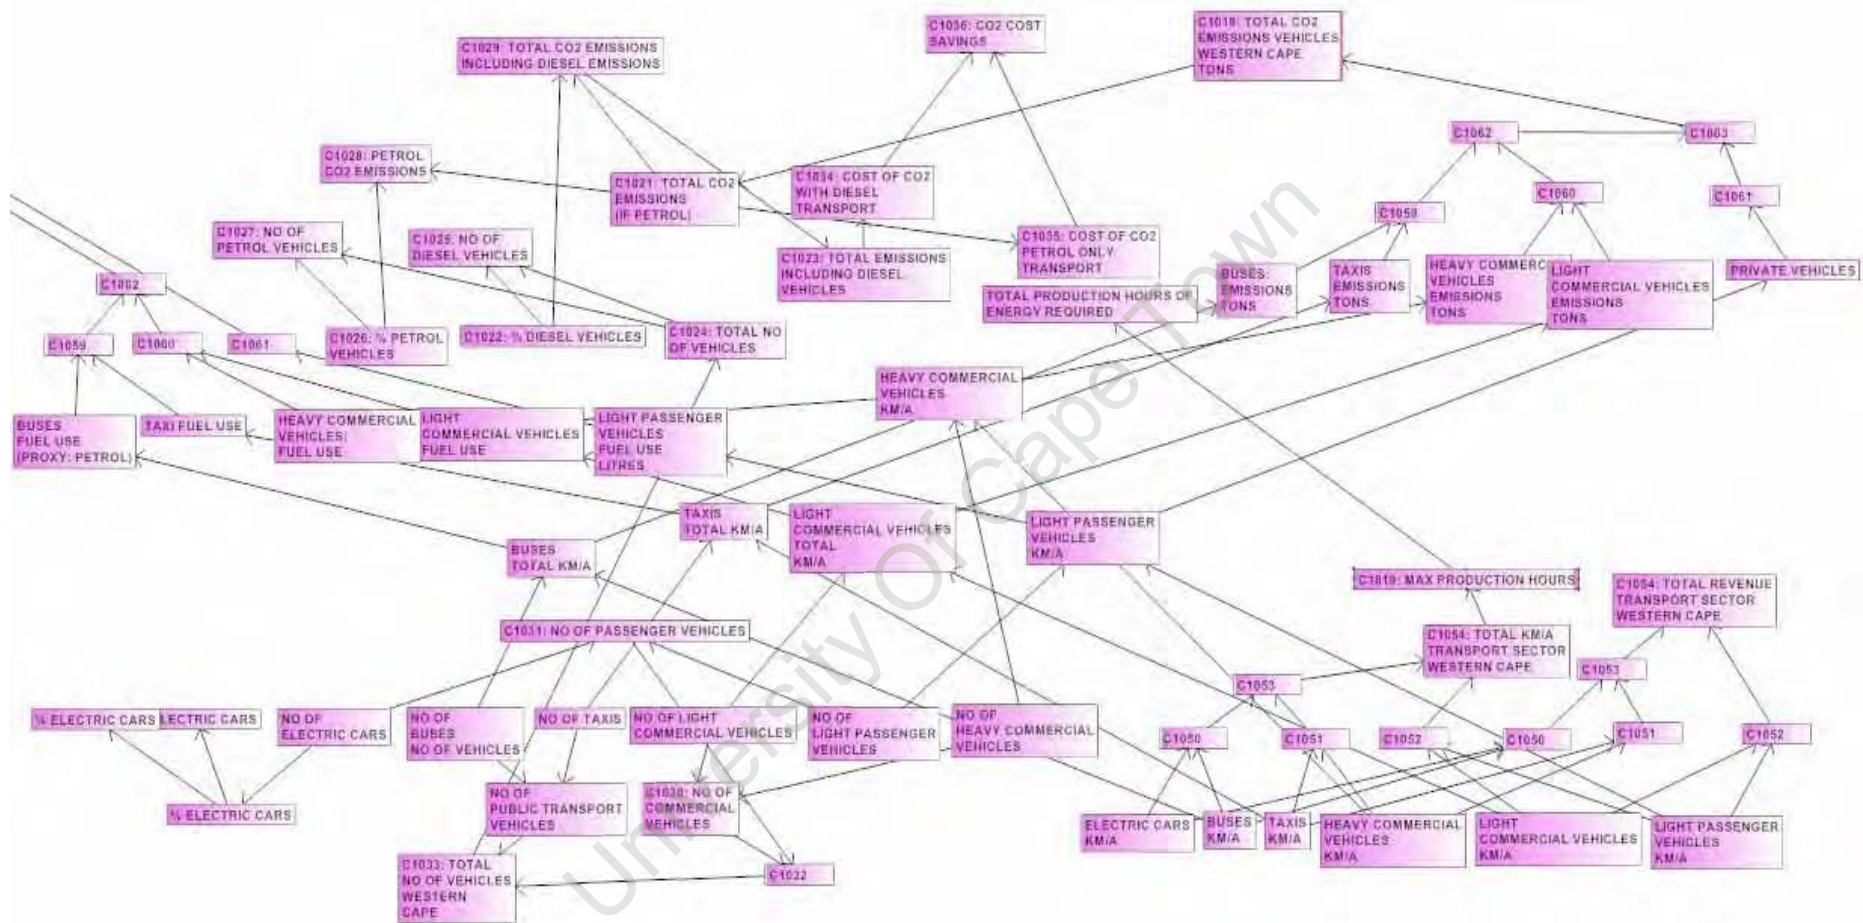 C1029: TOTAL CO2 EMISSIONS
INCLUDING DIESEL EMISSIONS
C1036: CO2 COST
SAVINGS
C1018: TOTAL CO2
EMISSIONS VEHICLES
WESTERN CAPE
TONS
C1062
C1063
C1028: PETROL
CO2 EMISSIONS
C1021: TOTAL CO2
EMISSIONS
(IF PETROL)
C1034: COST OF CO2
WITH DIESEL
TRANSPORT
C1060
C1061
C1059
C1027: NO OF
PETROL VEHICLES
C1025: NO OF
DIESEL VEHICLES
C1023: TOTAL EMISSIONS
INCLUDING DIESEL
VEHICLES
C1035: COST OF CO2
PETROL ONLY
TRANSPORT
TOTAL PRODUCTION HOURS OF
ENERGY REQUIRED
BUSES:
EMISSIONS
TONS
TAXIS
EMISSIONS
TONS
HEAVY COMMERC
VEHICLES
EMISSIONS
TONS
LIGHT
COMMERCIAL VEHICLES
EMISSIONS
TONS
PRIVATE VEHICLES
C1062
C1059
C1060
C1061
C1026: % PETROL
VEHICLES
C1022: % DIESEL VEHICLES
C1024: TOTAL NO
OF VEHICLES
HEAVY COMMERCIAL
VEHICLES
KM/A
BUSES
FUEL USE
(PROXY: PETROL)
TAXI FUEL USE
HEAVY COMMERCIAL
VEHICLES
FUEL USE
LIGHT
COMMERCIAL VEHICLES
FUEL USE
LIGHT PASSENGER
VEHICLES
FUEL USE
LITRES
TAXIS
TOTAL KM/A
LIGHT
COMMERCIAL VEHICLES
TOTAL
KM/A
LIGHT PASSENGER
VEHICLES
KM/A
BUSES
TOTAL KM/A
C1019: MAX PRODUCTION HOURS
C1054: TOTAL REVENUE
TRANSPORT SECTOR
WESTERN CAPE
C1031: NO OF PASSENGER VEHICLES
C1054: TOTAL KM/A
TRANSPORT SECTOR
WESTERN CAPE
C1053
C1053
% ELECTRIC CARS
LECTRIC CARS
NO OF
ELECTRIC CARS
NO OF
BUSES
NO OF VEHICLES
NO OF TAXIS
NO OF LIGHT
COMMERCIAL VEHICLES
NO OF
LIGHT PASSENGER
VEHICLES
NO OF
HEAVY COMMERCIAL
VEHICLES
C1050
C1051
C1052
C1050
C1051
C1052
% ELECTRIC CARS
NO OF
PUBLIC TRANSPORT
VEHICLES
C1030: NO OF
COMMERCIAL
VEHICLES
ELECTRIC CARS
KM/A
BUSES
KM/A
TAXIS
KM/A
HEAVY COMMERCIAL
VEHICLES
KM/A
LIGHT
COMMERCIAL VEHICLES
KM/A
LIGHT PASSENGER
VEHICLES
KM/A
C1033: TOTAL
NO OF VEHICLES
WESTERN
CAPE
C1032
University Of Cape Town